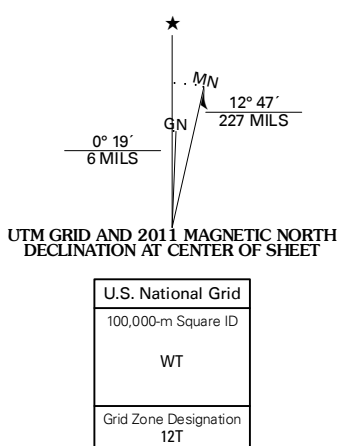 ★
MN
12° 47´
227 MILS
GN
0° 19´
6 MILS
UTM GRID AND 2011 MAGNETIC NORTH
DECLINATION AT CENTER OF SHEET
U.S. National Grid
100,000-m Square ID
WT
Grid Zone Designation
12T